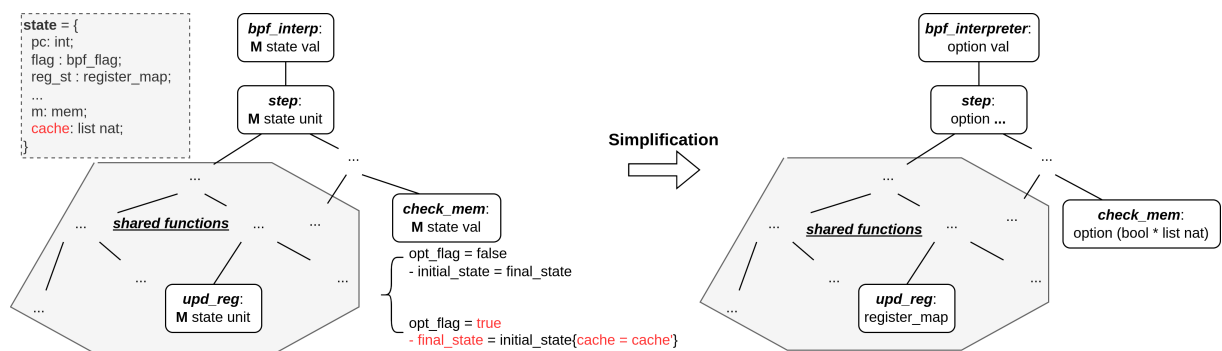 state = {
pc: int;
flag : bpf_flag;
reg_st : register_map;
...
m: mem;
cache: list nat;
}
bpf_interp:
M state val
step:
M state unit
...
...
...
shared functions
...
...
...
...
...
upd_reg:
M state unit
check_mem:
M state val
opt_flag = false
- initial_state = final_state
opt_flag = true
- final_state = initial_state{cache = cache'}
Simplification
bpf_interpreter:
option val
step:
option ...
...
...
...
shared functions
...
...
...
...
...
upd_reg:
register_map
check_mem:
option (bool * list nat)